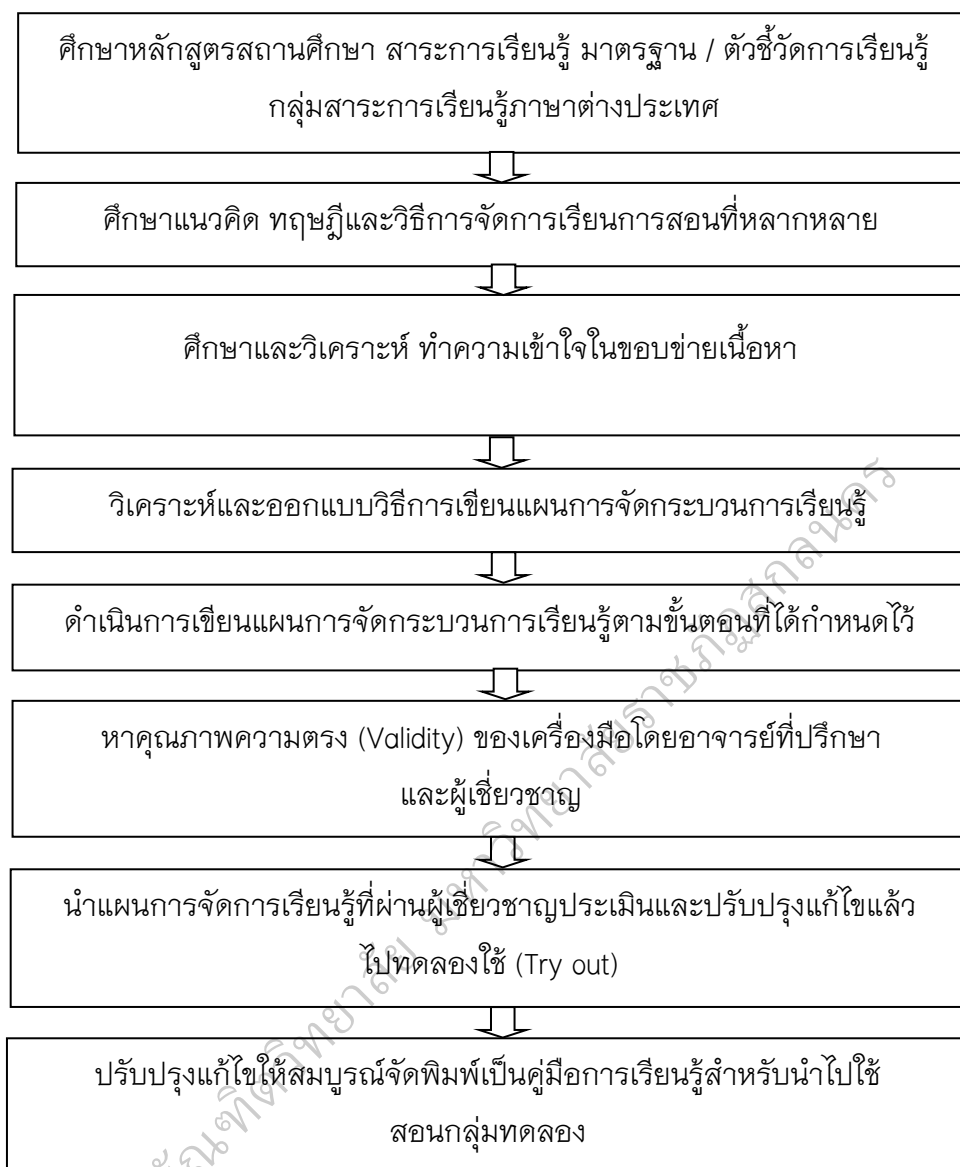 ศึกษาหลักสูตรสถานศึกษา สาระการเรียนรู้ มาตรฐาน / ตัวชี้วัดการเรียนรู้
กลุ่มสาระการเรียนรู้ภาษาต่างประเทศ
ศึกษาแนวคิด ทฤษฎีและวิธีการจัดการเรียนการสอนที่หลากหลาย
ศึกษาและวิเคราะห์ ทำความเข้าใจในขอบข่ายเนื้อหา
วิเคราะห์และออกแบบวิธีการเขียนแผนการจัดกระบวนการเรียนรู้
ดำเนินการเขียนแผนการจัดกระบวนการเรียนรู้ตามขั้นตอนที่ได้กำหนดไว้
หาคุณภาพความตรง (Validity) ของเครื่องมือโดยอาจารย์ที่ปรึกษา
และผู้เชี่ยวชาญ
นำแผนการจัดการเรียนรู้ที่ผ่านผู้เชี่ยวชาญประเมินและปรับปรุงแก้ไขแล้ว
ไปทดลองใช้ (Try out)
ปรับปรุงแก้ไขให้สมบูรณ์จัดพิมพ์เป็นคู่มือการเรียนรู้สำหรับนำไปใช้
สอนกลุ่มทดลอง
มหาวิทยาลัยราชภัฏสกลนคร